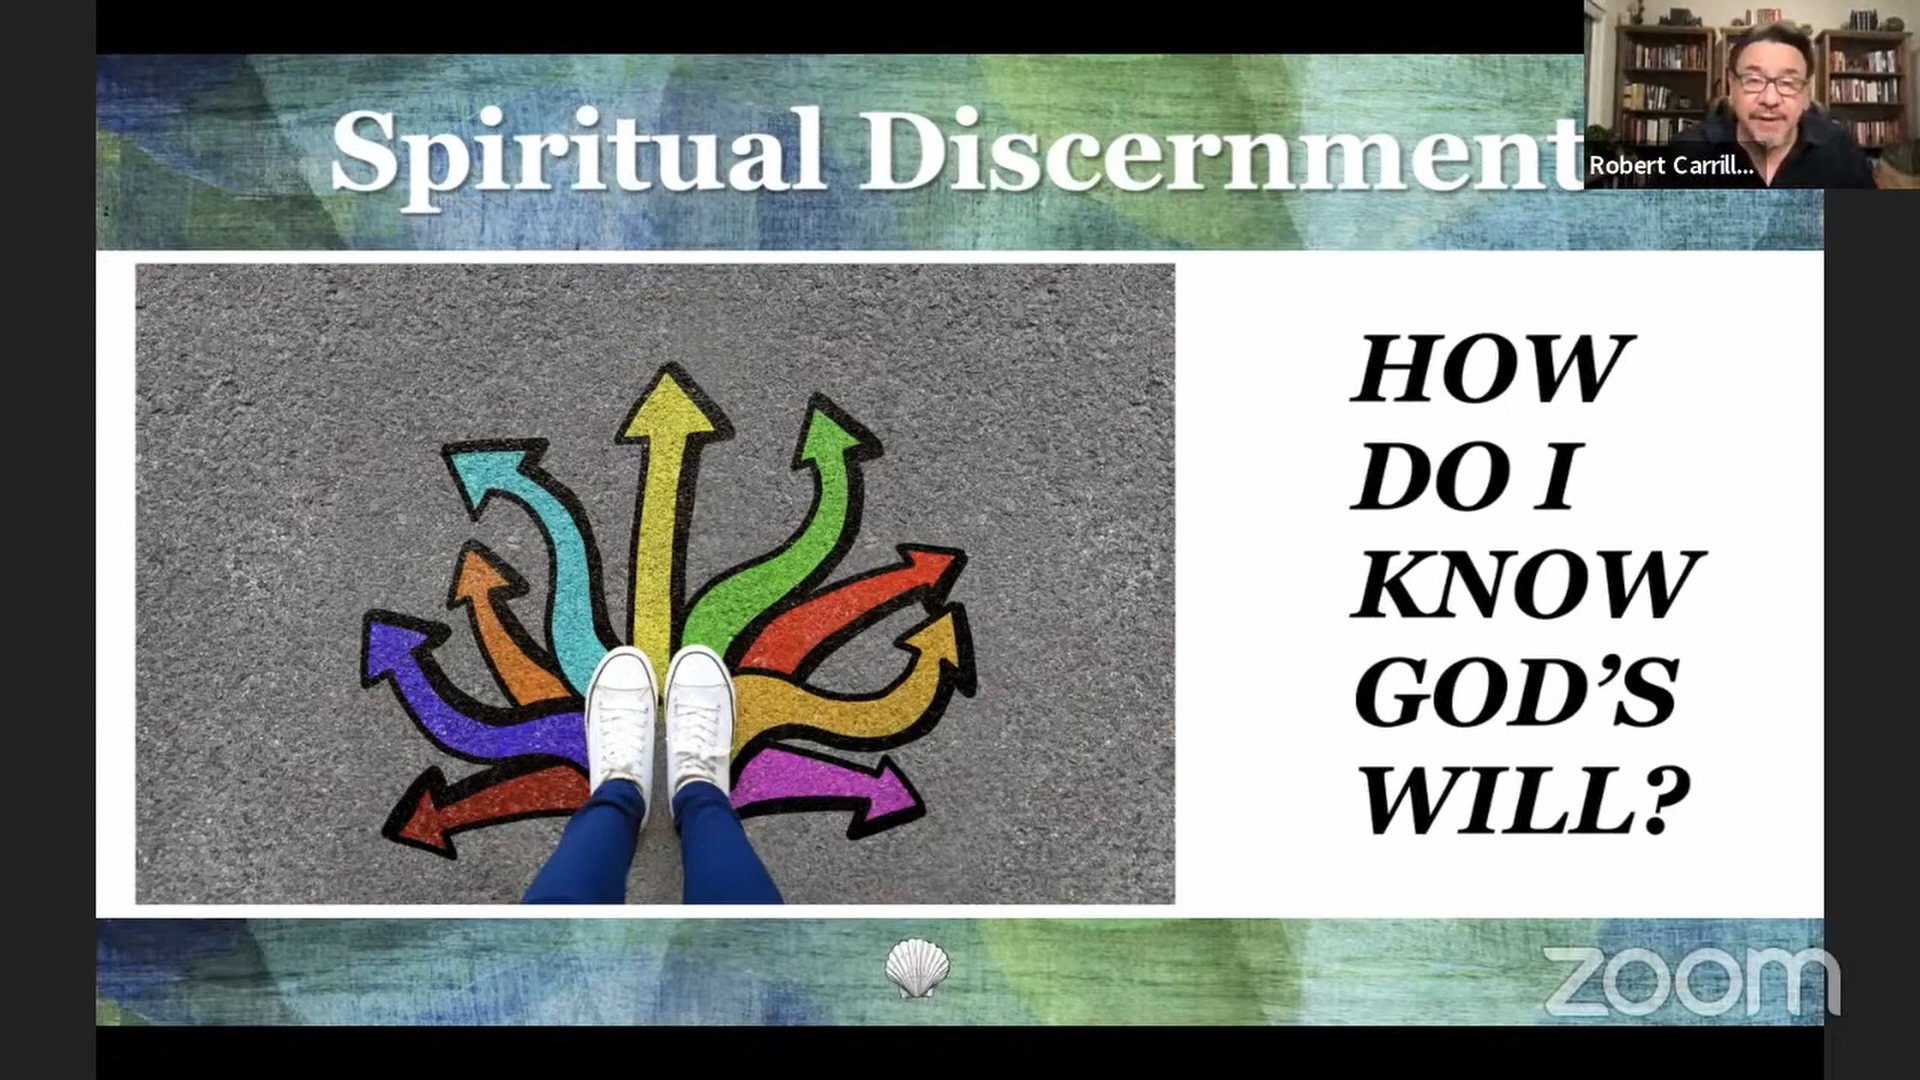 Spiritual Discernment
Robert Carrill...
HOW
DO I
KNOW
GOD'S
WILL?
zoom